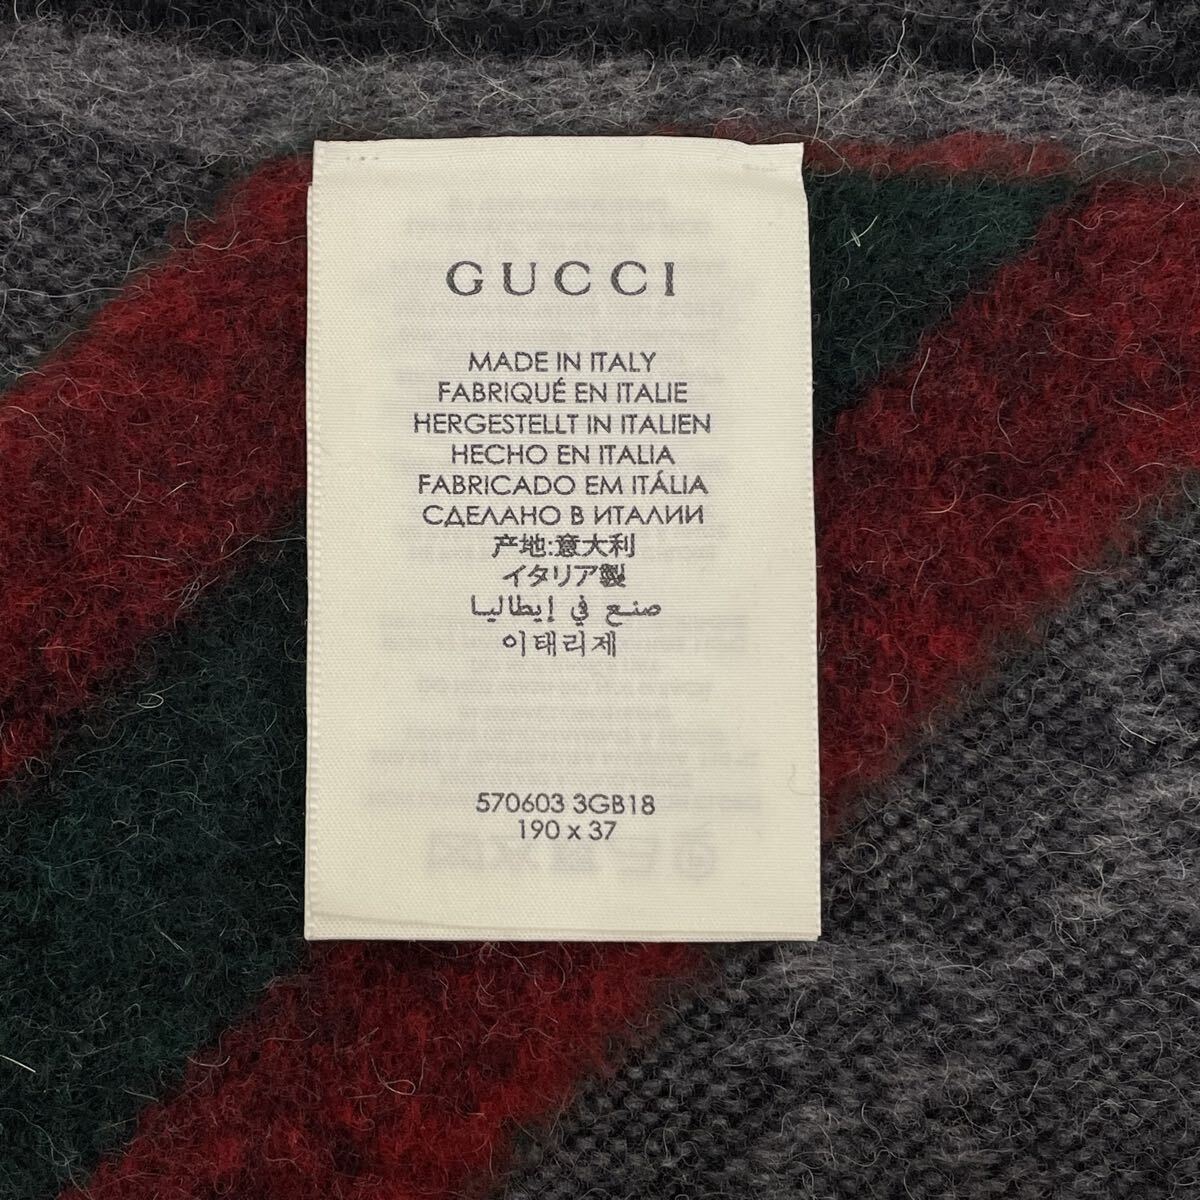 GUCCI
MADE IN ITALY
FABRIQUÉ EN ITALIE
HERGESTELLT IN ITALIEN
HECHO EN ITALIA
FABRICADO EM ITÁLIA
СДЕЛАНО В ИТАЛИИ
产地:意大利
イタリア製
صنع في إيطاليا
이태리제
570603 3GB18
190 x 37